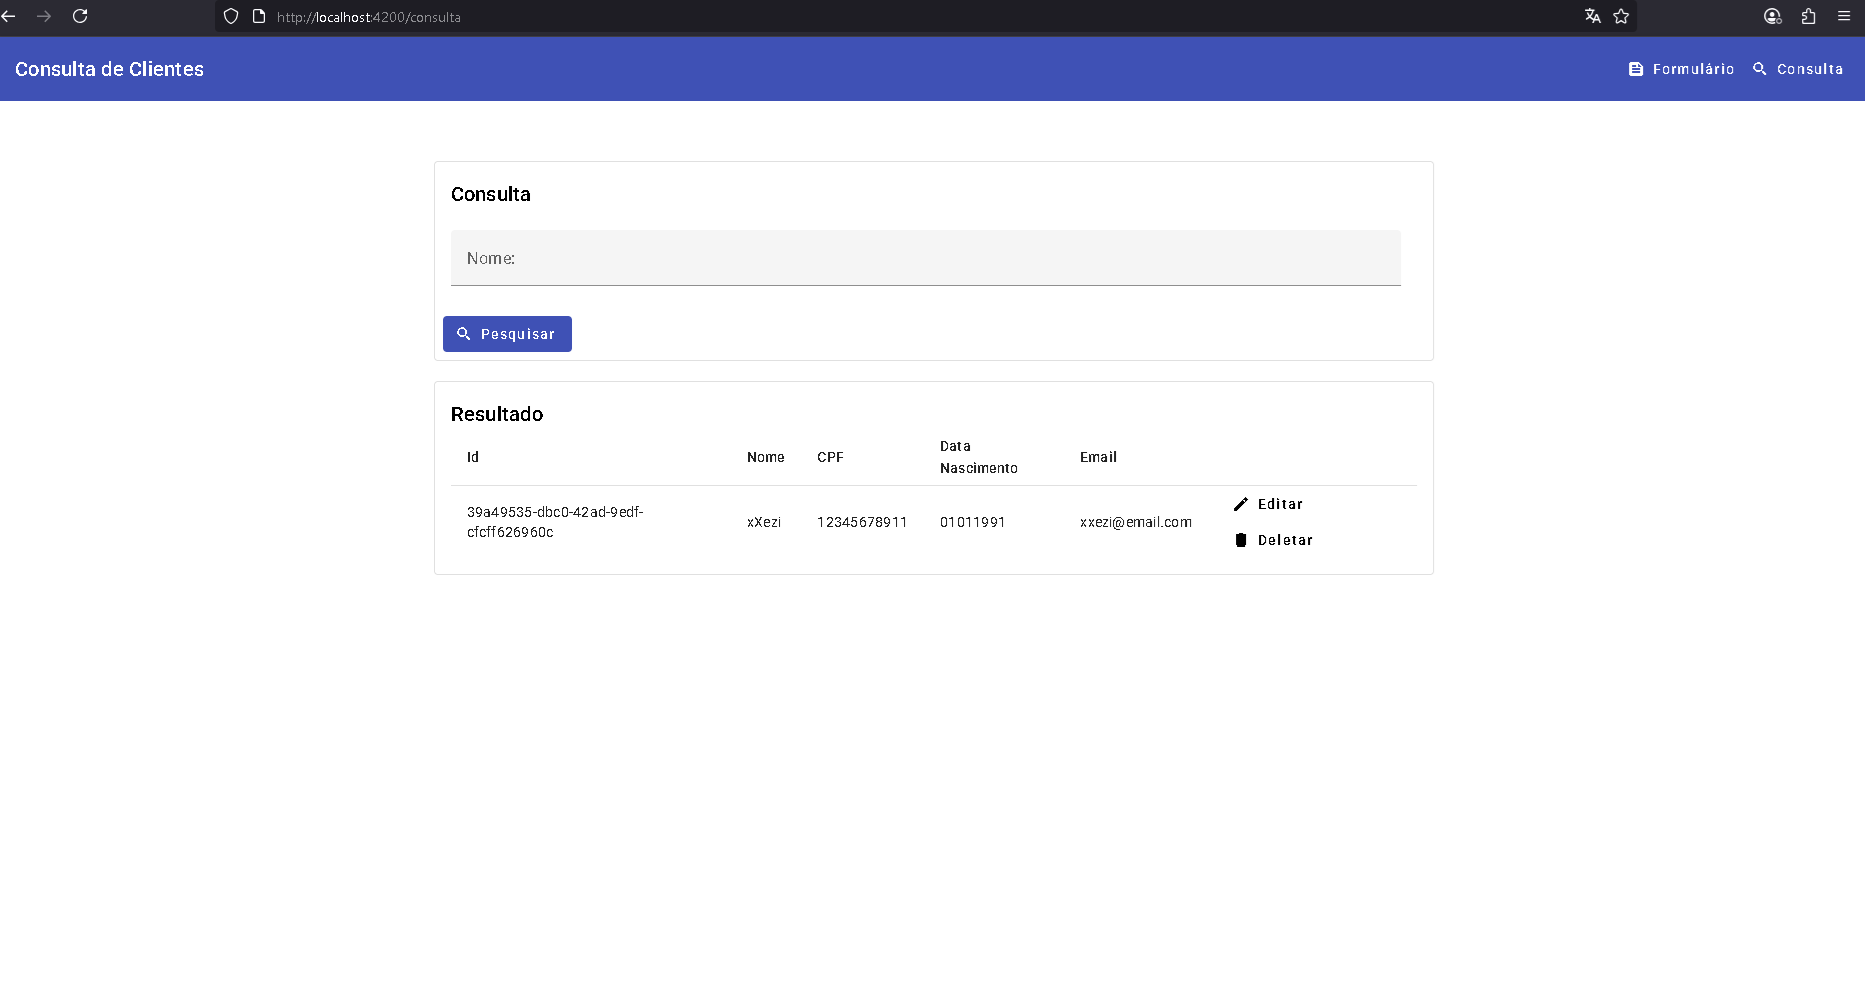 http://localhost:4200/consulta
Consulta de Clientes
Formulário
Consulta
Consulta
Nome:
Pesquisar
Resultado
Id
Nome
CPF
Data
Nascimento
Email
39a49535-dbc0-42ad-9edf-
cfcff626960c
xXezi
12345678911
01011991
xxezi@email.com
Editar
Deletar